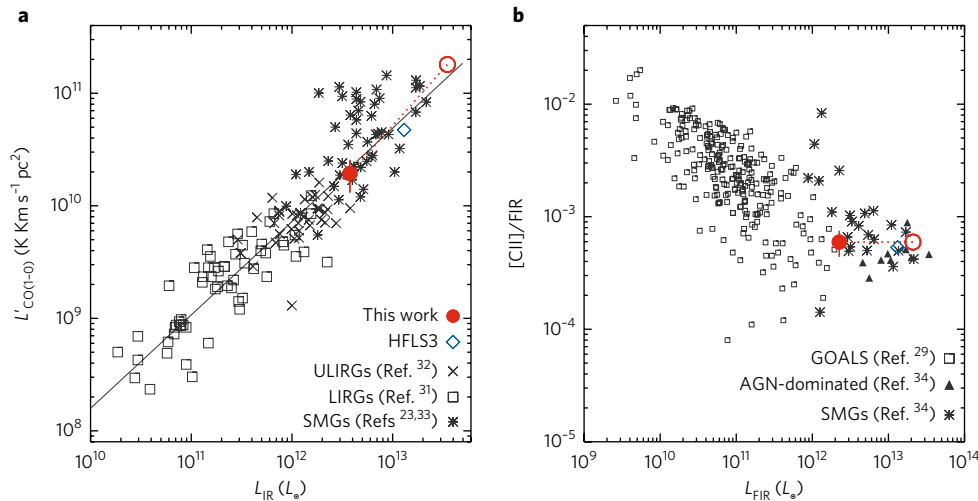 a
L′CO(1–0) (K Km s−1 pc2)
10^11
10^10
10^9
10^8
This work
HFLS3
ULIRGs (Ref. 32)
LIRGs (Ref. 31)
SMGs (Refs 23,33)
10^10 10^11 10^12 10^13
LIR (L⊙)
b
[CII]/FIR
10^−2
10^−3
10^−4
10^−5
GOALS (Ref. 29)
AGN-dominated (Ref. 34)
SMGs (Ref. 34)
10^9 10^10 10^11 10^12 10^13 10^14
LFIR (L⊙)